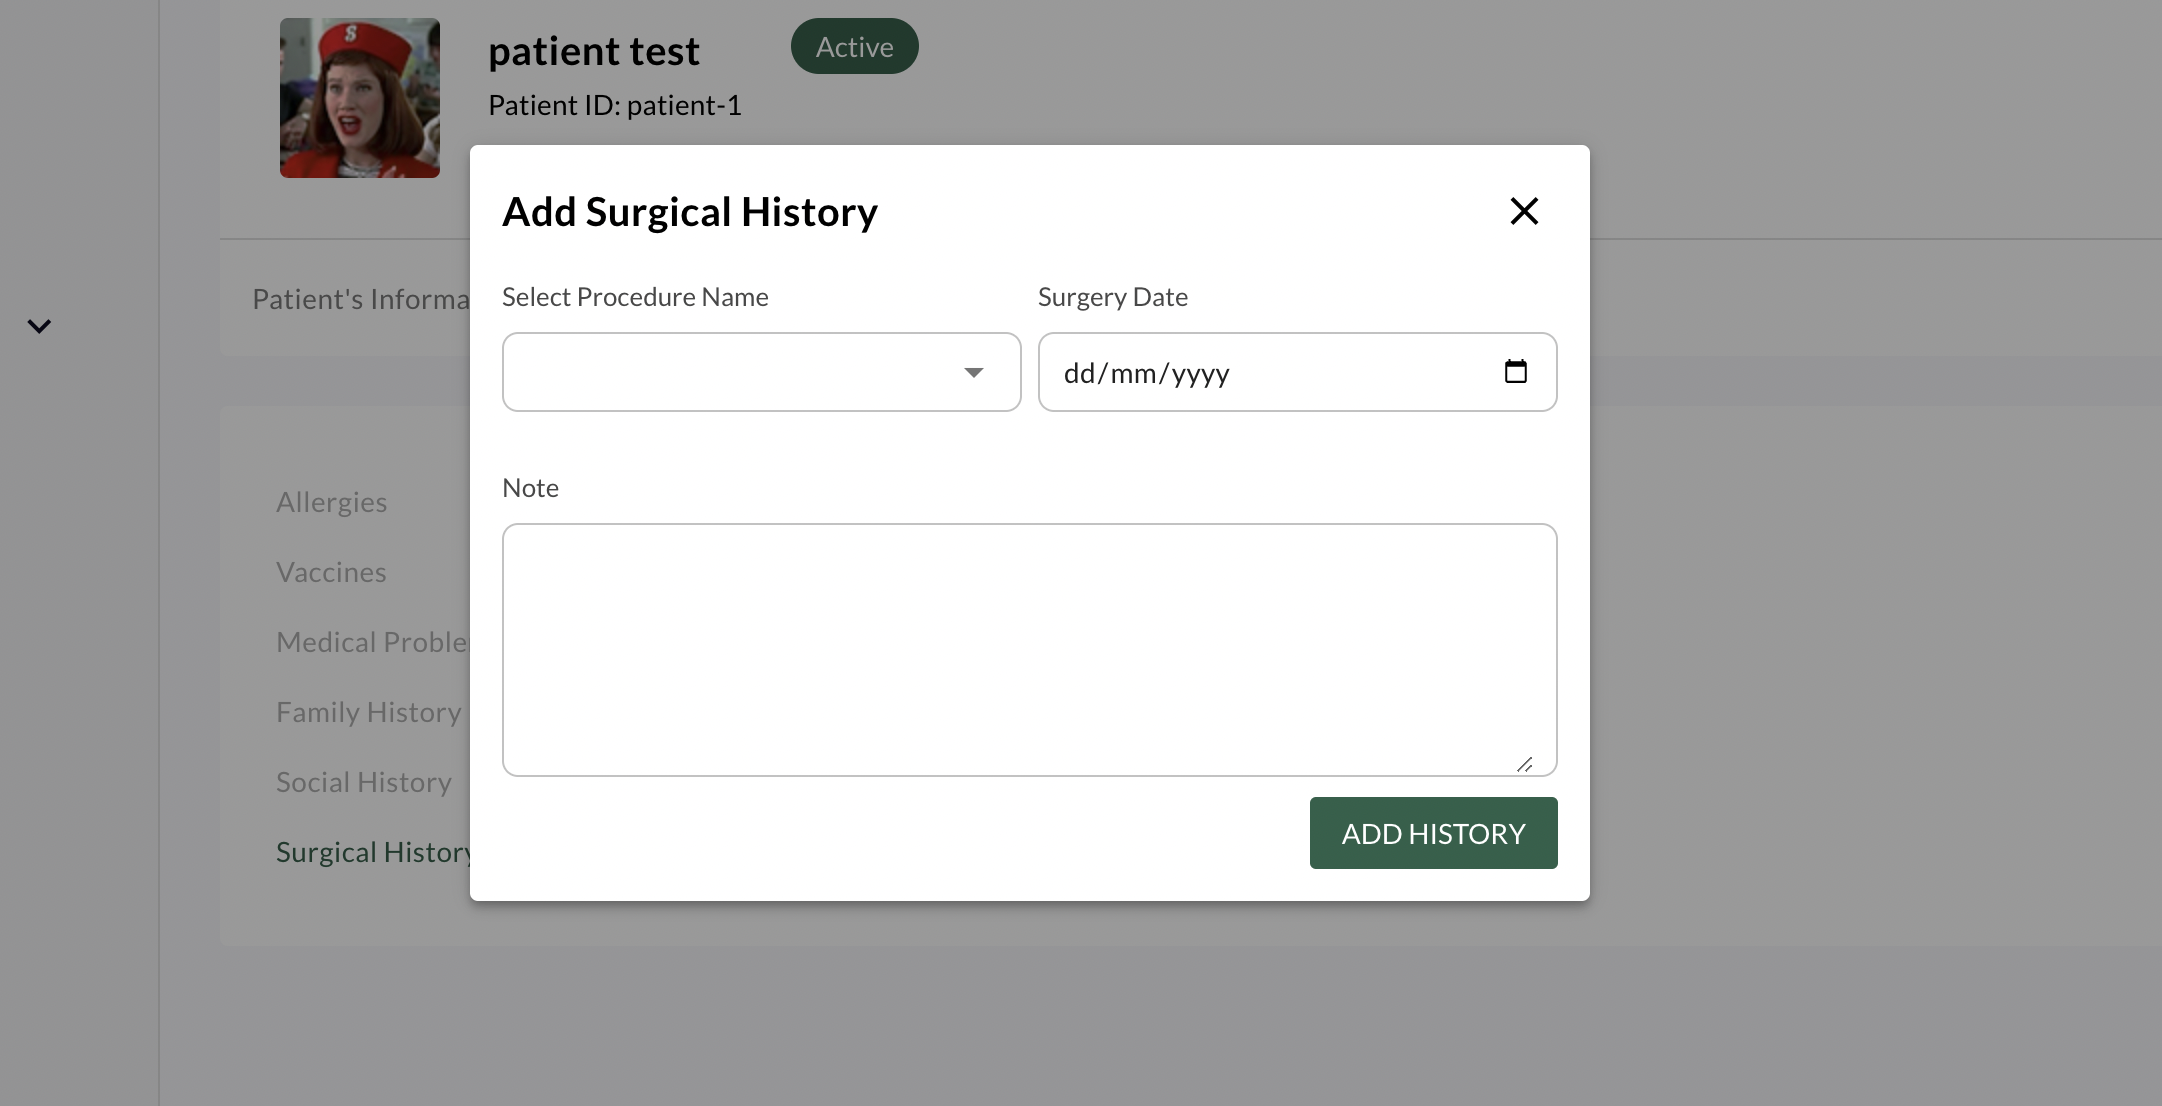 S
patient test
Active
Patient ID: patient-1
Add Surgical History
Patient's Informa
Select Procedure Name
Surgery Date
dd/mm/yyyy
Note
Allergies
Vaccines
Medical Proble
Family History
Social History
Surgical History
ADD HISTORY